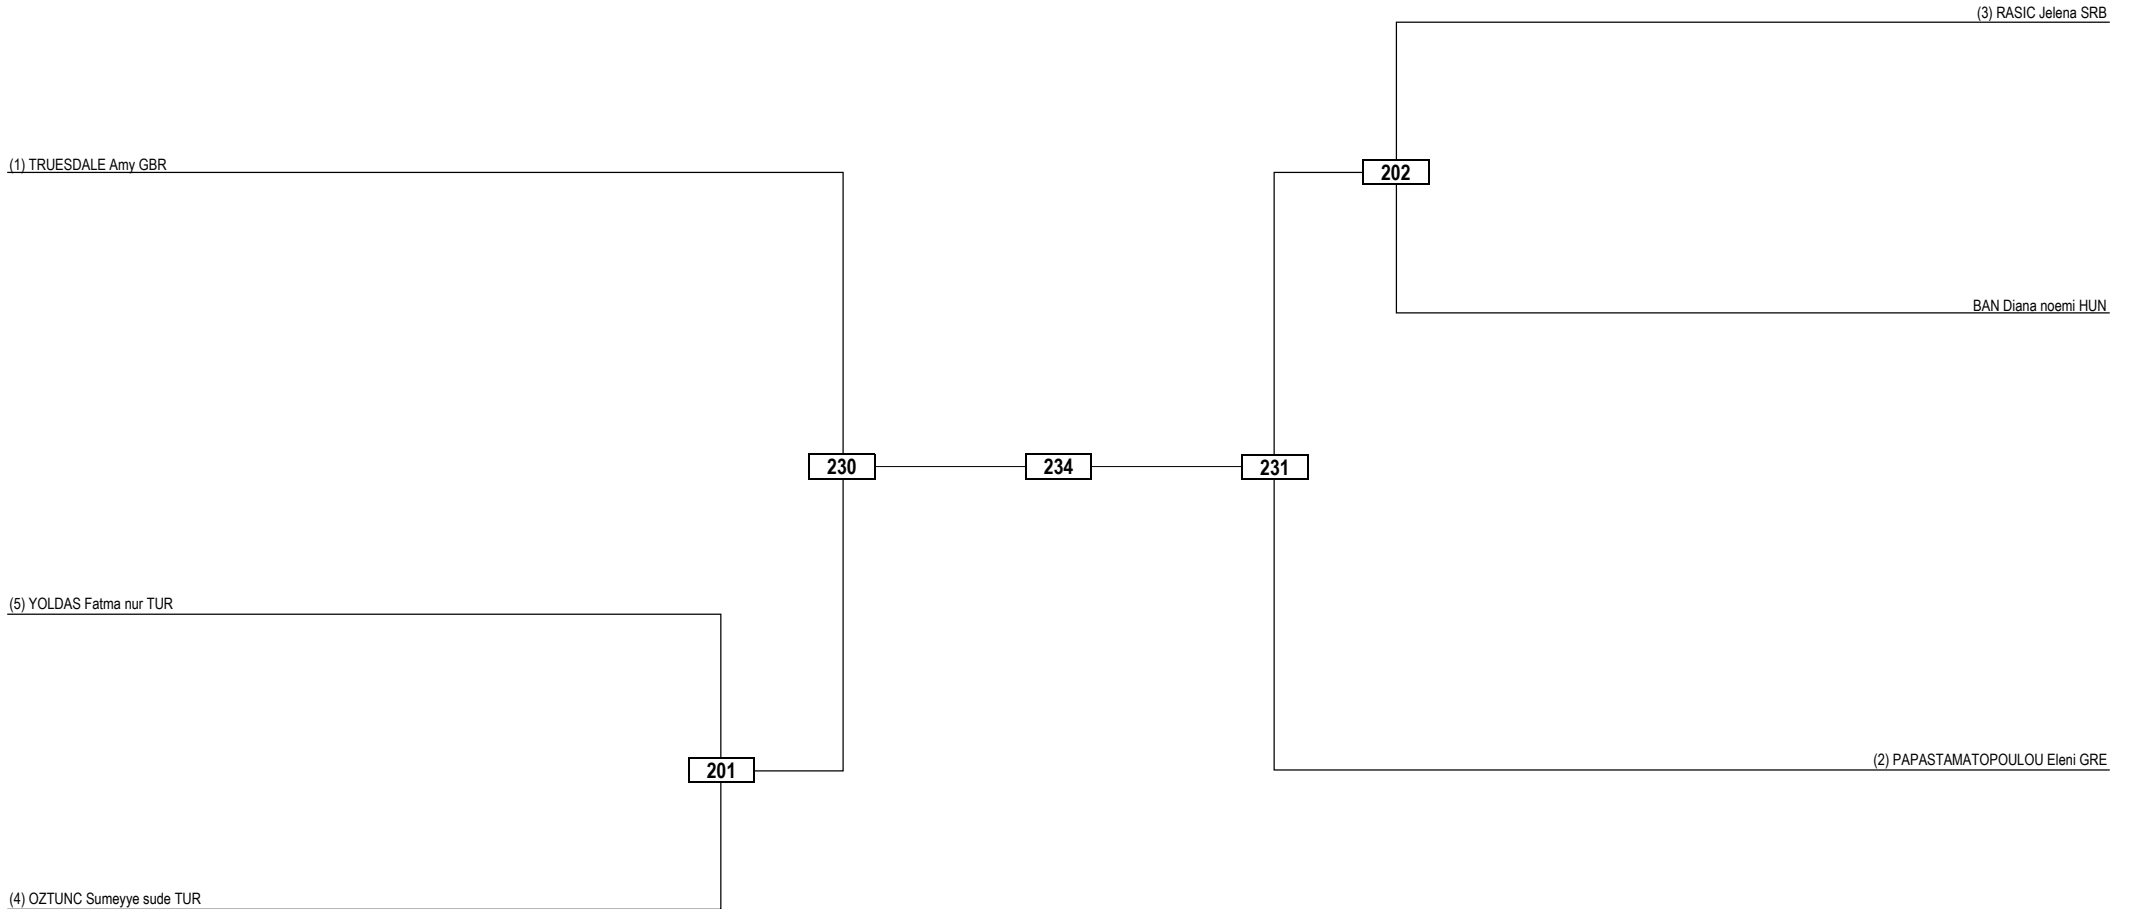 (3) RASIC Jelena SRB
(1) TRUESDALE Amy GBR
202
BAN Diana noemi HUN
230
234
231
(5) YOLDAS Fatma nur TUR
201
(2) PAPASTAMATOPOULOU Eleni GRE
(4) OZTUNC Sumeyye sude TUR